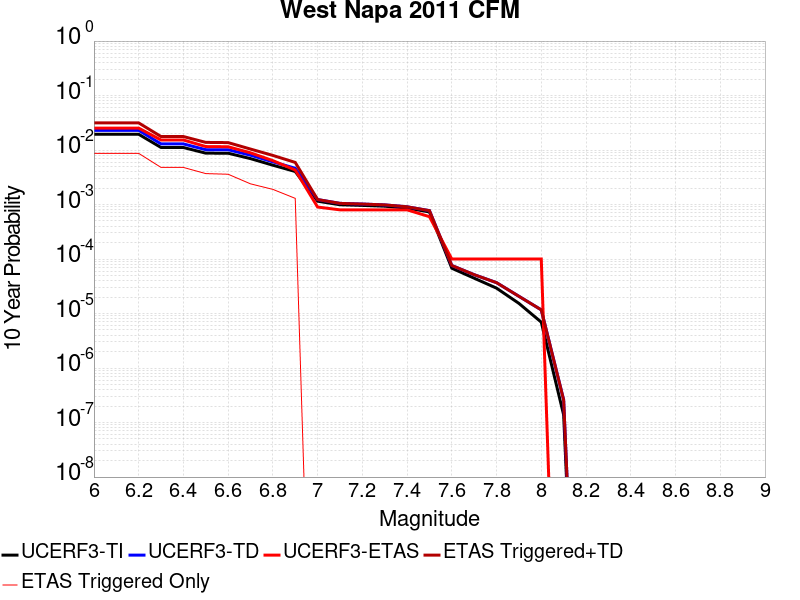 West Napa 2011 CFM
10 Year Probability
10^0
10^-1
10^-2
10^-3
10^-4
10^-5
10^-6
10^-7
10^-8
6 6.2 6.4 6.6 6.8 7 7.2 7.4 7.6 7.8 8 8.2 8.4 8.6 8.8 9
Magnitude
UCERF3-TI UCERF3-TD UCERF3-ETAS ETAS Triggered+TD
ETAS Triggered Only